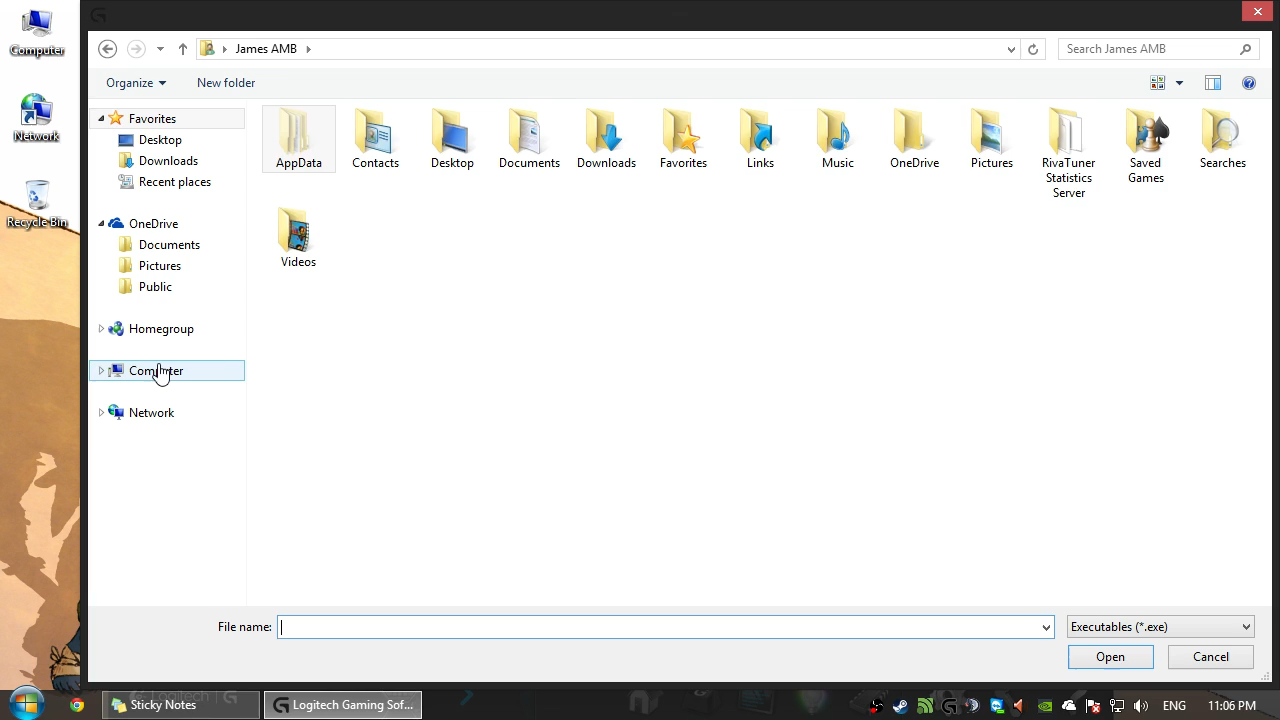 Computer
Network
Recycle Bin
James AMB
Search James AMB
Organize
New folder
Favorites
Desktop
Downloads
Recent places
OneDrive
Documents
Pictures
Public
Homegroup
Computer
Network
AppData
Contacts
Desktop
Documents
Downloads
Favorites
Links
Music
OneDrive
Pictures
RivaTuner
Statistics
Server
Saved
Games
Searches
Videos
File name:
Executables (*.exe)
Open
Cancel
Sticky Notes
Logitech
Logitech Gaming Sof...
ENG
11:06 PM